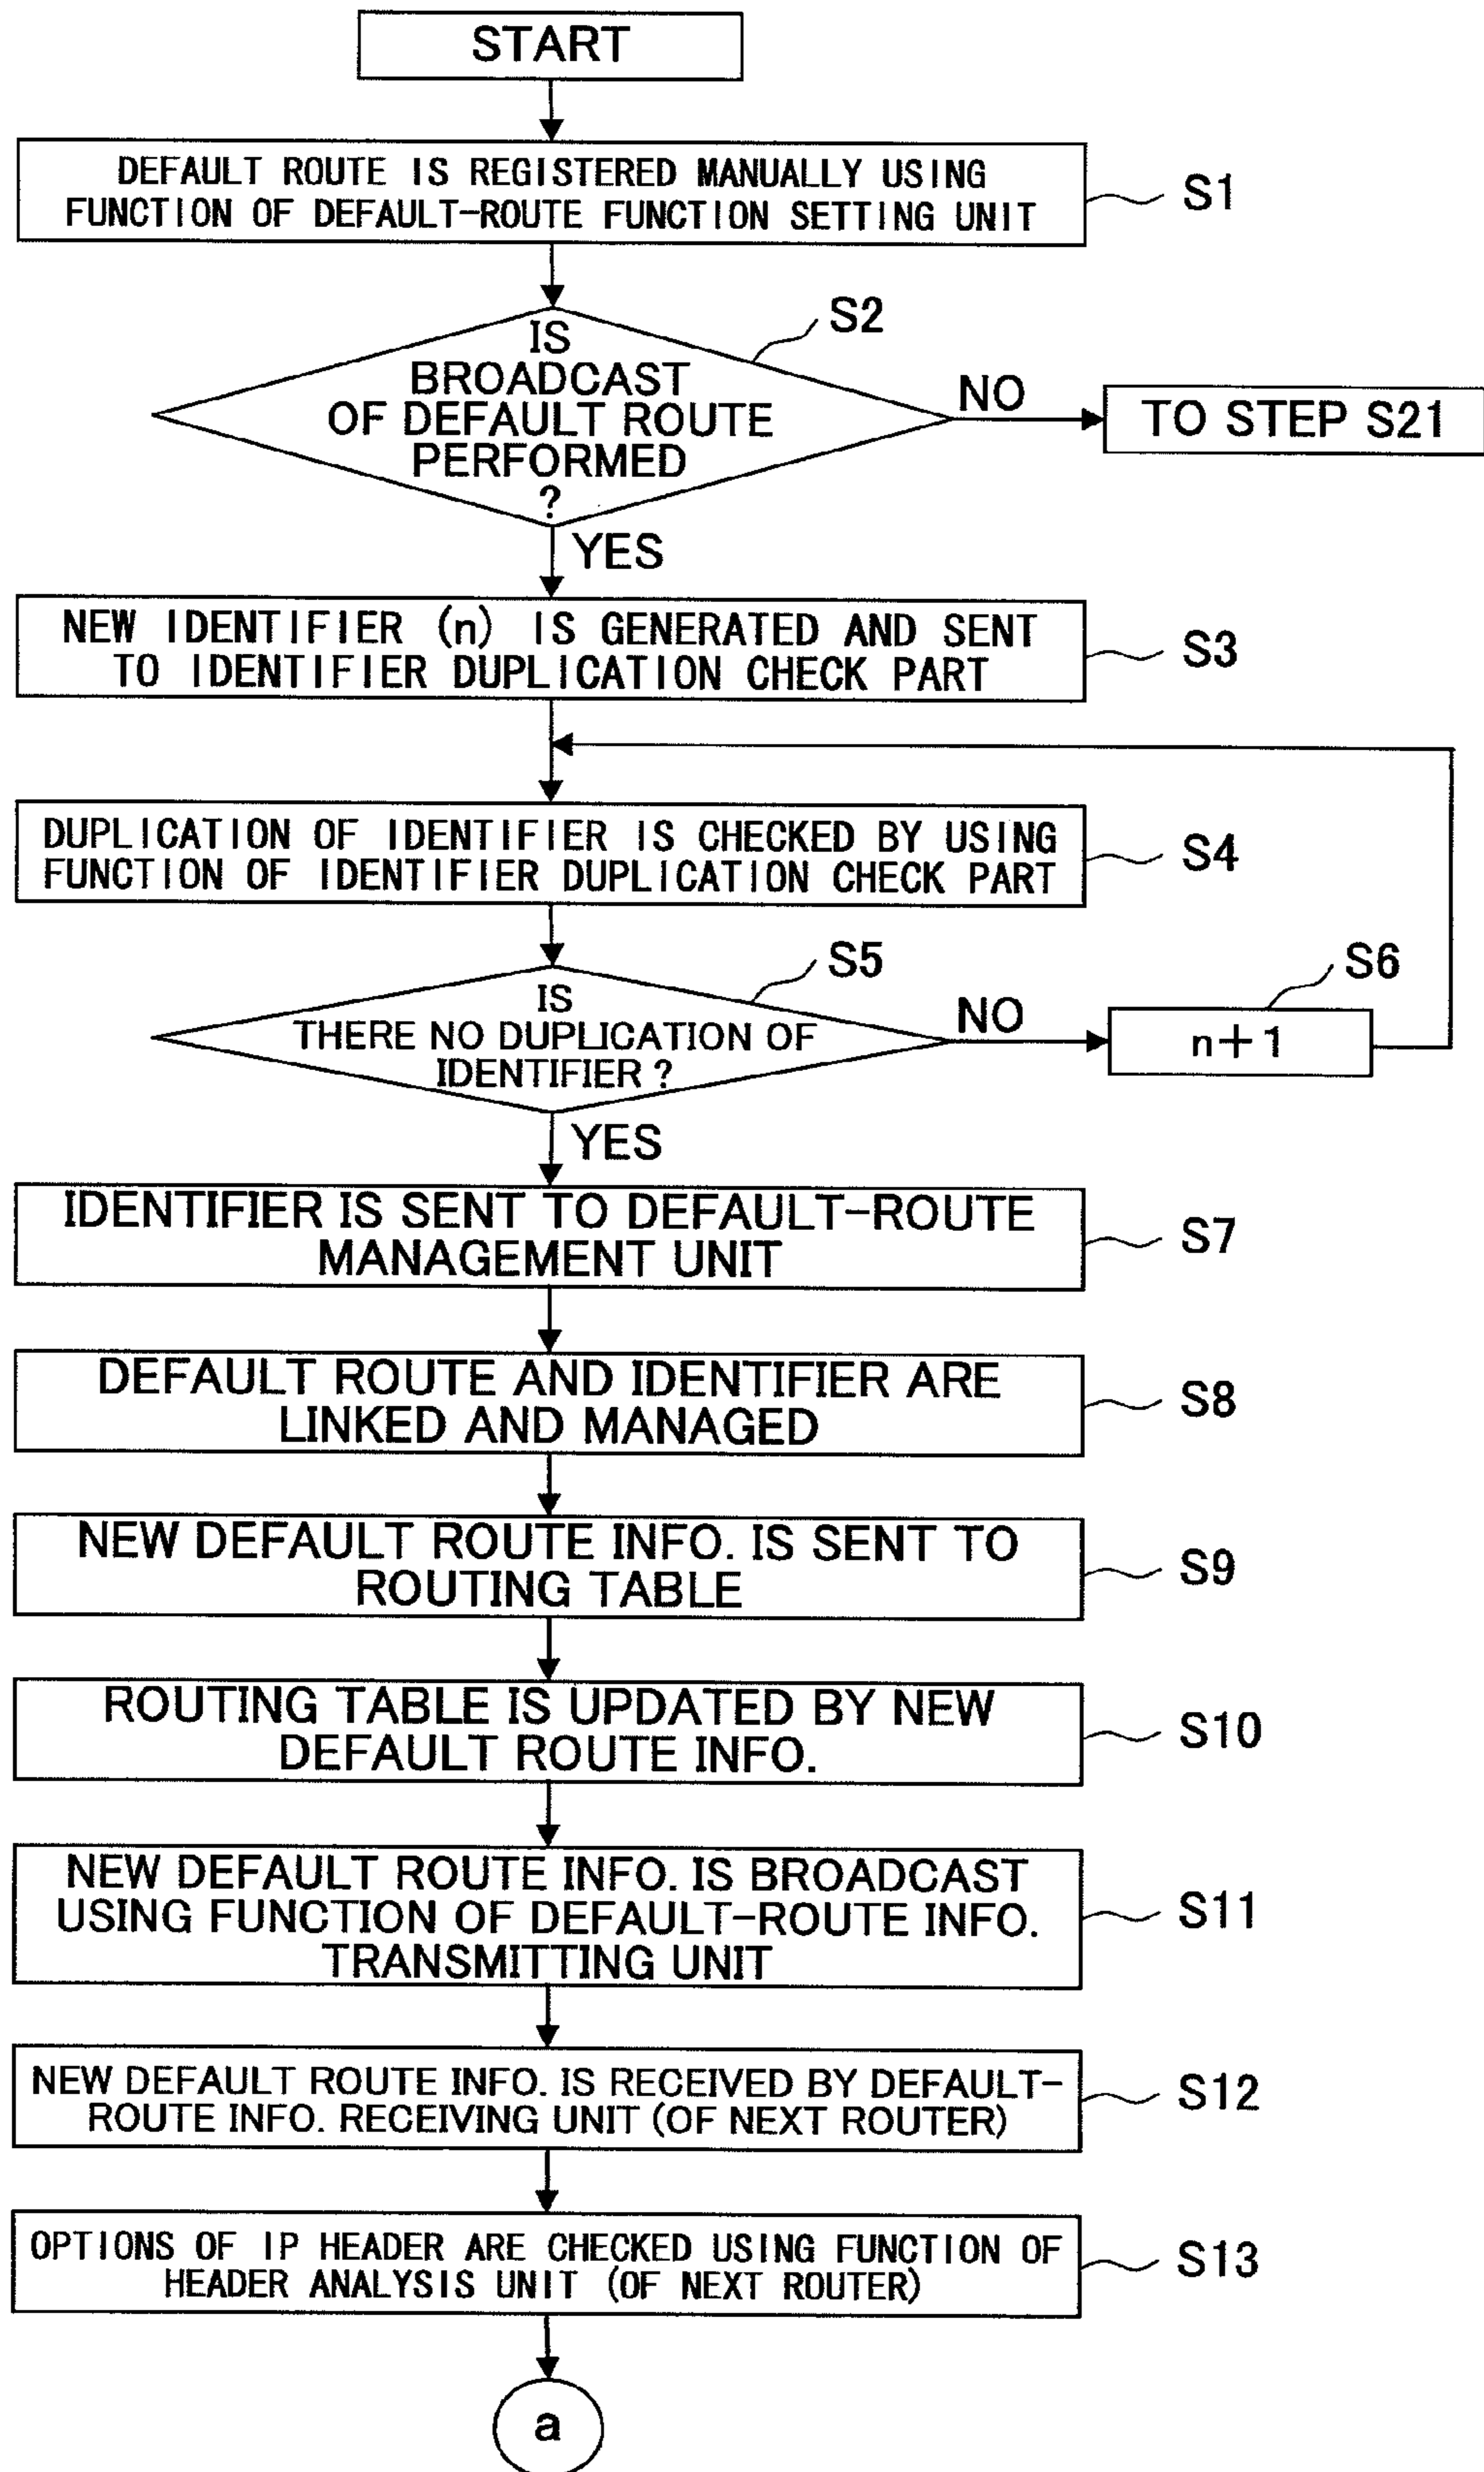 START
DEFAULT ROUTE IS REGISTERED MANUALLY USING
FUNCTION OF DEFAULT-ROUTE FUNCTION SETTING UNIT
S1
S2
IS
BROADCAST
OF DEFAULT ROUTE
PERFORMED
?
NO
TO STEP S21
YES
NEW IDENTIFIER (n) IS GENERATED AND SENT
TO IDENTIFIER DUPLICATION CHECK PART
S3
DUPLICATION OF IDENTIFIER IS CHECKED BY USING
FUNCTION OF IDENTIFIER DUPLICATION CHECK PART
S4
S5
IS
THERE NO DUPLICATION OF
IDENTIFIER ?
NO
S6
n+1
YES
IDENTIFIER IS SENT TO DEFAULT-ROUTE
MANAGEMENT UNIT
S7
DEFAULT ROUTE AND IDENTIFIER ARE
LINKED AND MANAGED
S8
NEW DEFAULT ROUTE INFO. IS SENT TO
ROUTING TABLE
S9
ROUTING TABLE IS UPDATED BY NEW
DEFAULT ROUTE INFO.
S10
NEW DEFAULT ROUTE INFO. IS BROADCAST
USING FUNCTION OF DEFAULT-ROUTE INFO.
TRANSMITTING UNIT
S11
NEW DEFAULT ROUTE INFO. IS RECEIVED BY DEFAULT-
ROUTE INFO. RECEIVING UNIT (OF NEXT ROUTER)
S12
OPTIONS OF IP HEADER ARE CHECKED USING FUNCTION OF
HEADER ANALYSIS UNIT (OF NEXT ROUTER)
S13
a